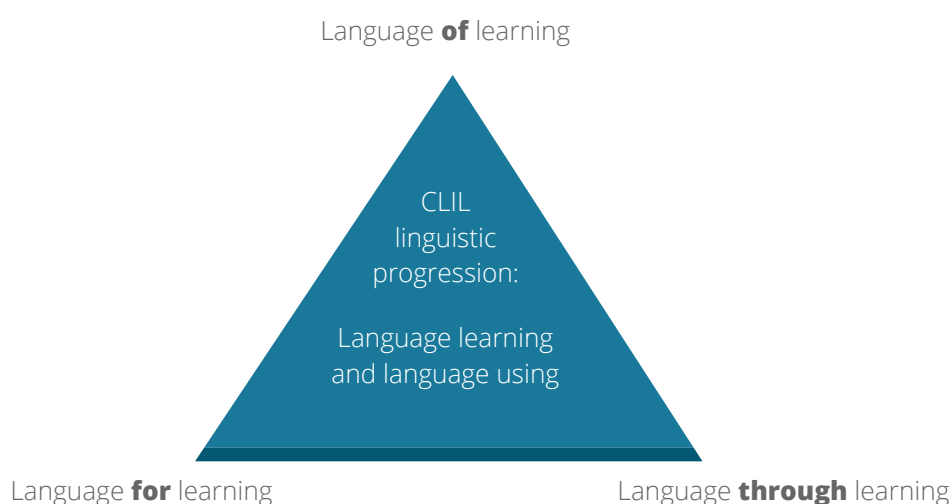 Language of learning
CLIL
linguistic
progression:
Language learning
and language using
Language for learning
Language through learning